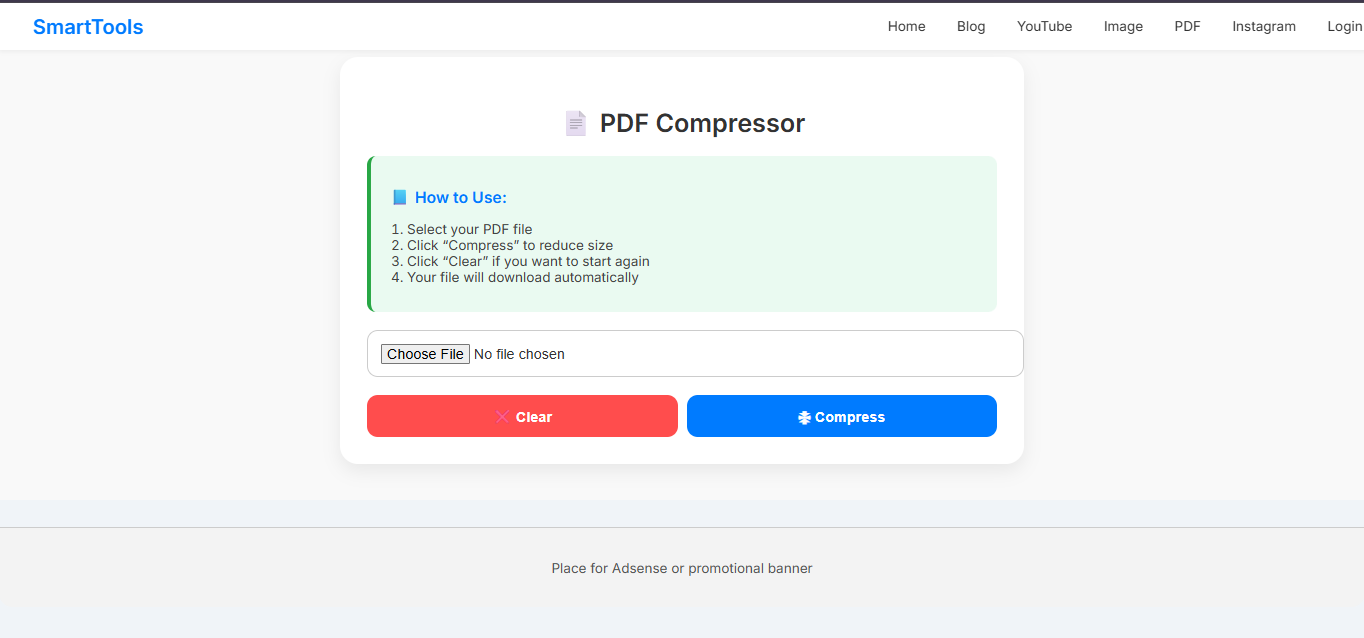 SmartTools
Home Blog YouTube Image PDF Instagram Login
PDF Compressor
How to Use:
1. Select your PDF file
2. Click “Compress” to reduce size
3. Click “Clear” if you want to start again
4. Your file will download automatically
Choose File No file chosen
Clear Compress
Place for Adsense or promotional banner